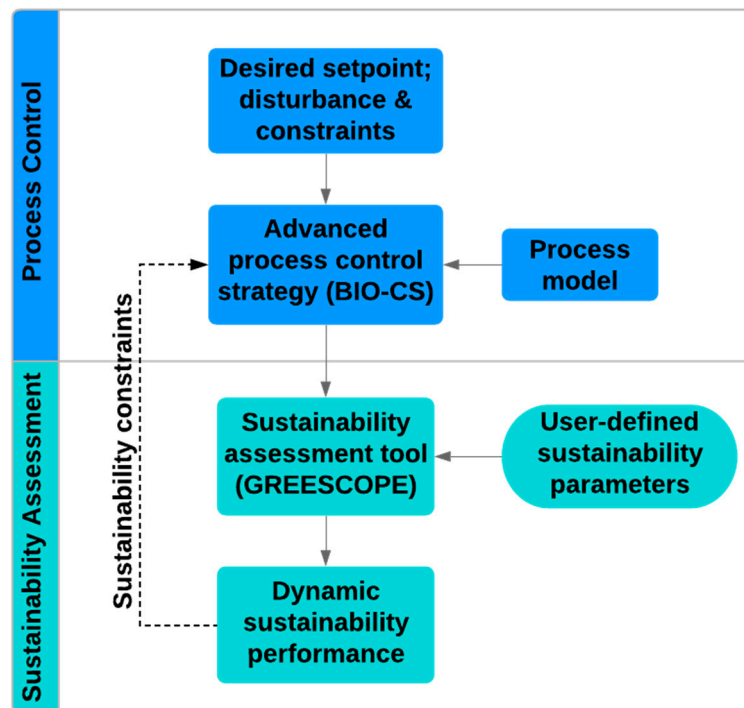 Process Control
Desired setpoint;
disturbance &
constraints
Advanced
process control
strategy (BIO-CS)
Process
model
Sustainability constraints
Sustainability Assessment
Sustainability
assessment tool
(GREESCOPE)
User-defined
sustainability
parameters
Dynamic
sustainability
performance